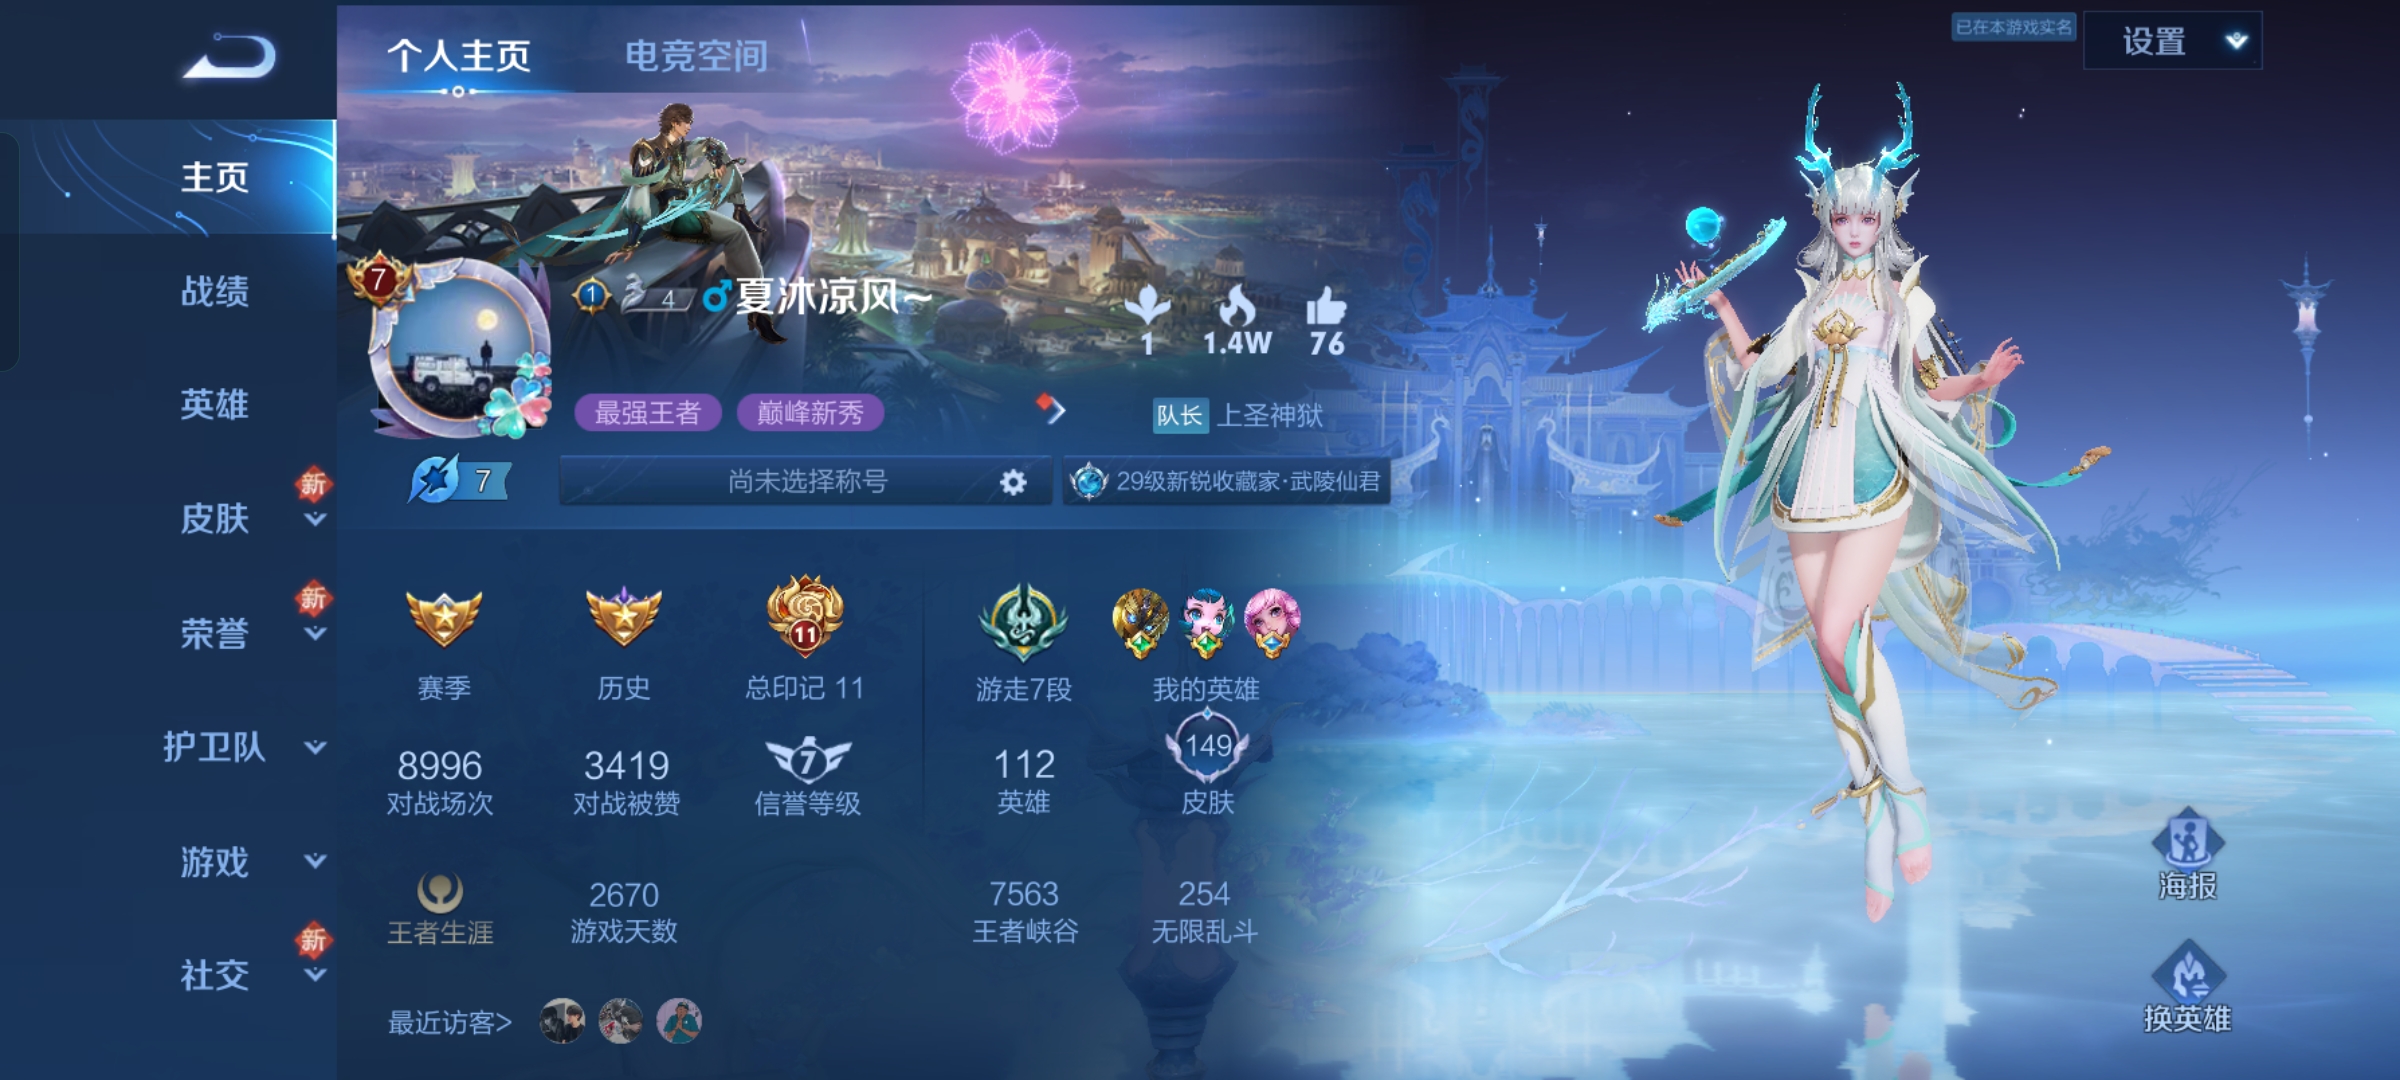 个人主页
电竞空间
已在本游戏实名
设置
主页
战绩
英雄
皮肤
新
荣誉
新
护卫队
游戏
社交
新
7
1
4
夏沐凉风~
1
1.4W
76
最强王者
巅峰新秀
队长 上圣神狱
7
尚未选择称号
29级新锐收藏家·武陵仙君
赛季
历史
11
总印记 11
游走7段
我的英雄
8996
对战场次
3419
对战被赞
7
信誉等级
112
英雄
149
皮肤
王者生涯
2670
游戏天数
7563
王者峡谷
254
无限乱斗
最近访客>
海报
换英雄